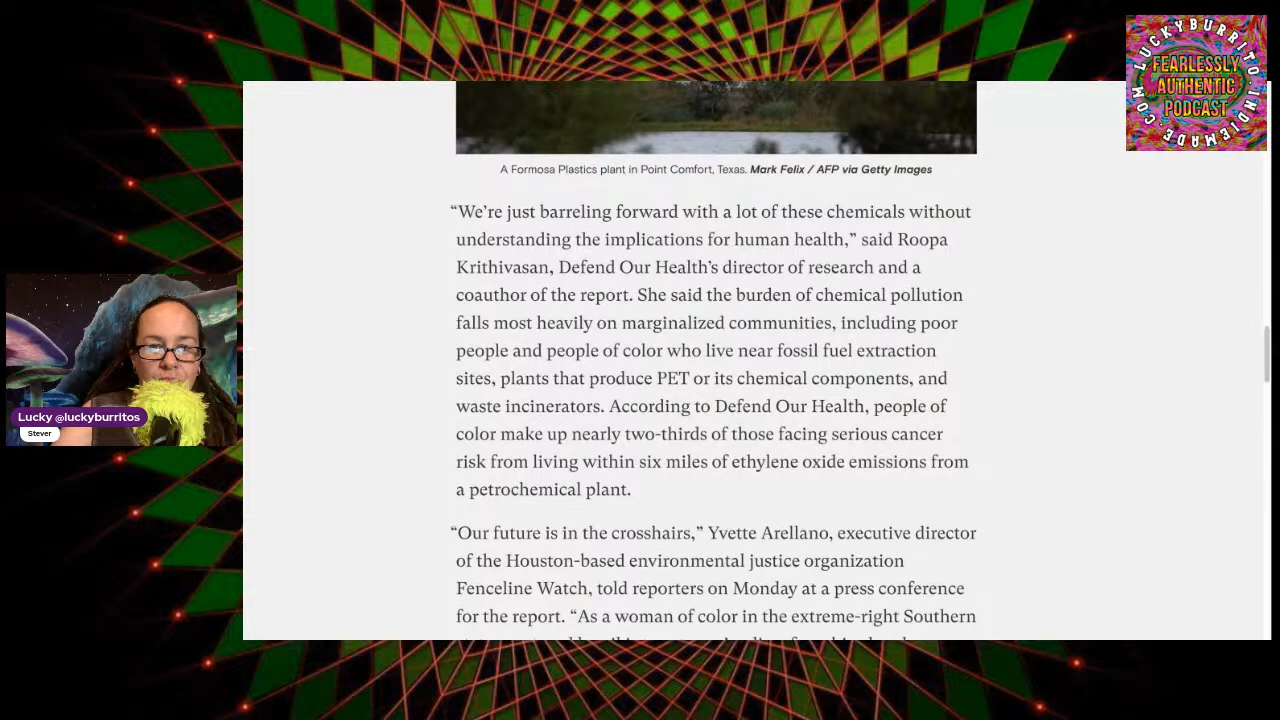 LUCKYBURRITO.INDIEMADE.COM
FEARLESSLY
AUTHENTIC
PODCAST
A Formosa Plastics plant in Point Comfort, Texas. Mark Felix / AFP via Getty Images
“We’re just barreling forward with a lot of these chemicals without
understanding the implications for human health,” said Roopa
Krithivasan, Defend Our Health’s director of research and a
coauthor of the report. She said the burden of chemical pollution
falls most heavily on marginalized communities, including poor
people and people of color who live near fossil fuel extraction
sites, plants that produce PET or its chemical components, and
waste incinerators. According to Defend Our Health, people of
color make up nearly two-thirds of those facing serious cancer
risk from living within six miles of ethylene oxide emissions from
a petrochemical plant.
“Our future is in the crosshairs,” Yvette Arellano, executive director
of the Houston-based environmental justice organization
Fenceline Watch, told reporters on Monday at a press conference
for the report. “As a woman of color in the extreme-right Southern
Lucky @luckyburritos
Stever